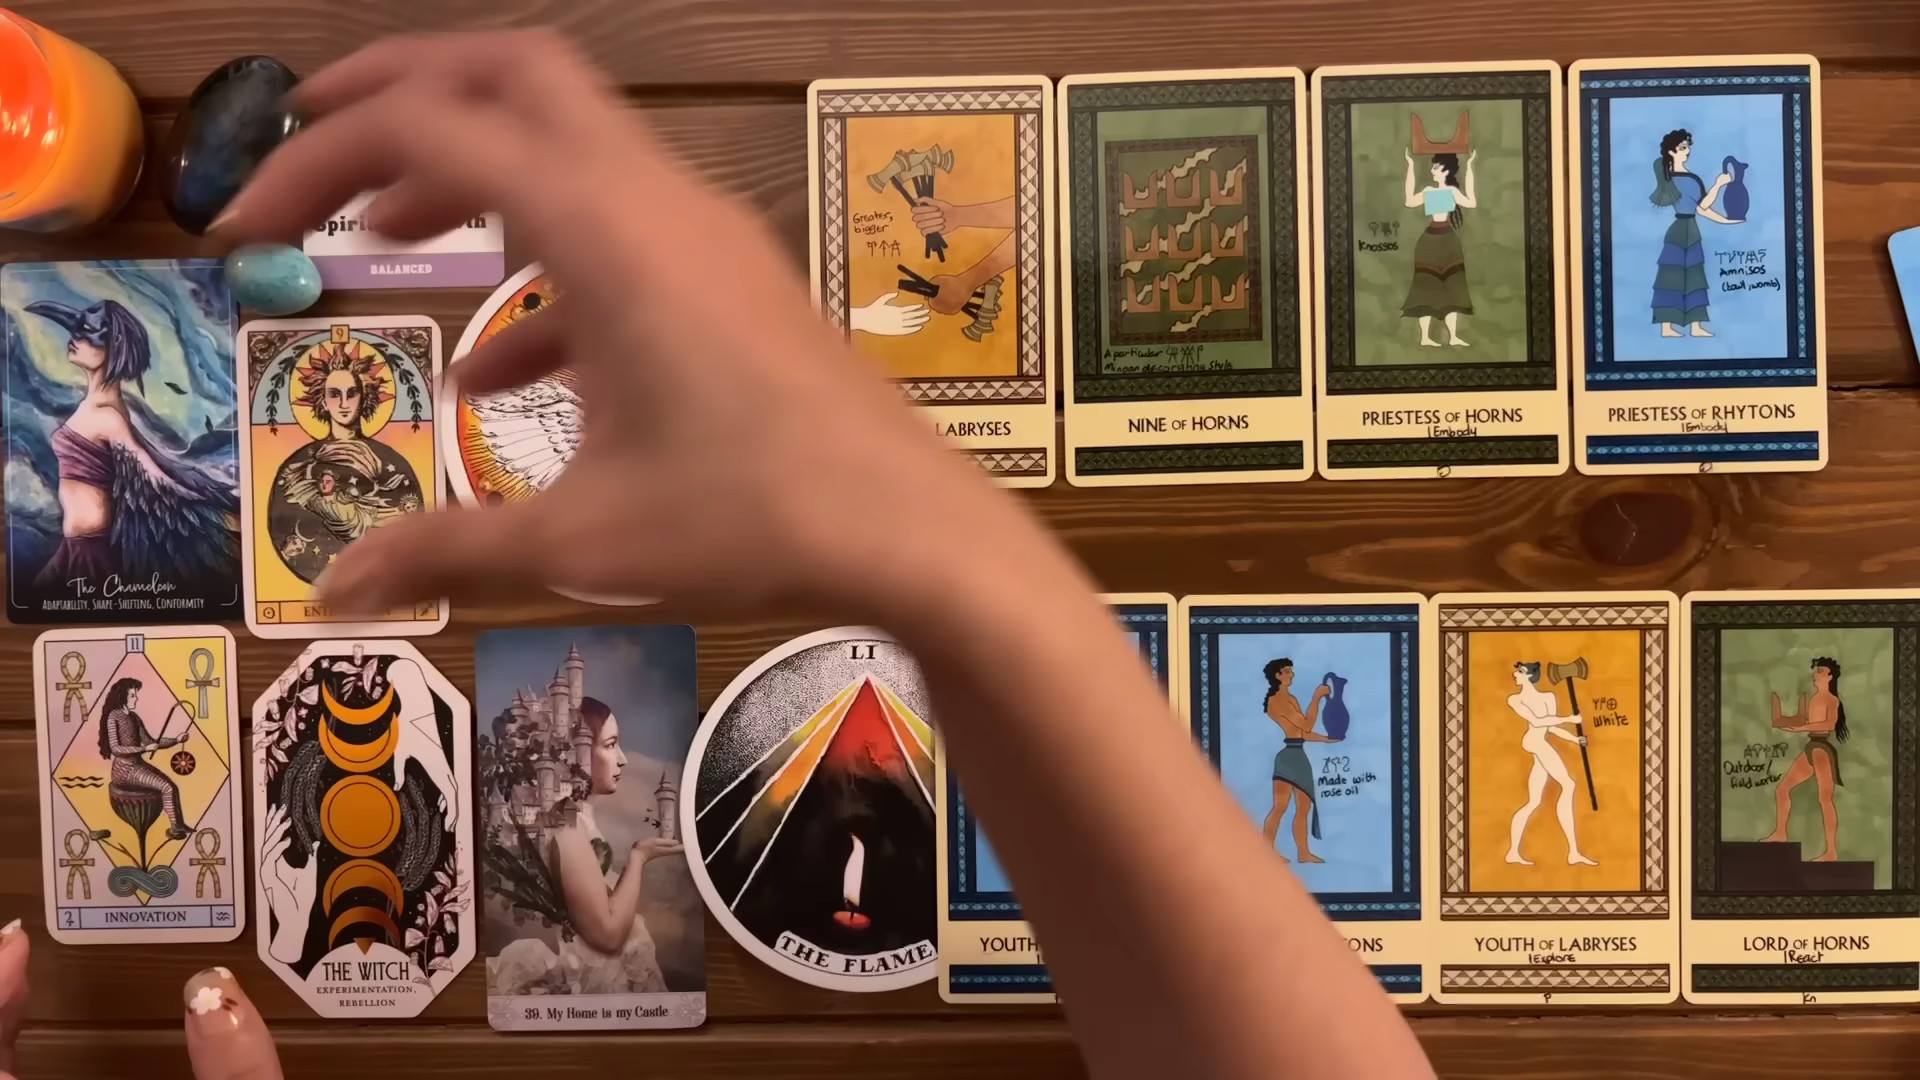 BALANCED
The Chameleon
ADAPTABILITY, SHAPE-SHIFTING, CONFORMITY
9
Greater,
bigger
LABRYSES
A particular
Minoan decorating style
NINE OF HORNS
Knossos
PRIESTESS OF HORNS
I Embody
Amnisos
(bowl, womb)
PRIESTESS OF RHYTONS
I Embody
11
INNOVATION
THE WITCH
EXPERIMENTATION,
REBELLION
39. My Home is my Castle
LI
THE FLAME
YOUTH
Made with
rose oil
White
YOUTH OF LABRYSES
I Explore
Outdoor/
field worker
LORD OF HORNS
I React